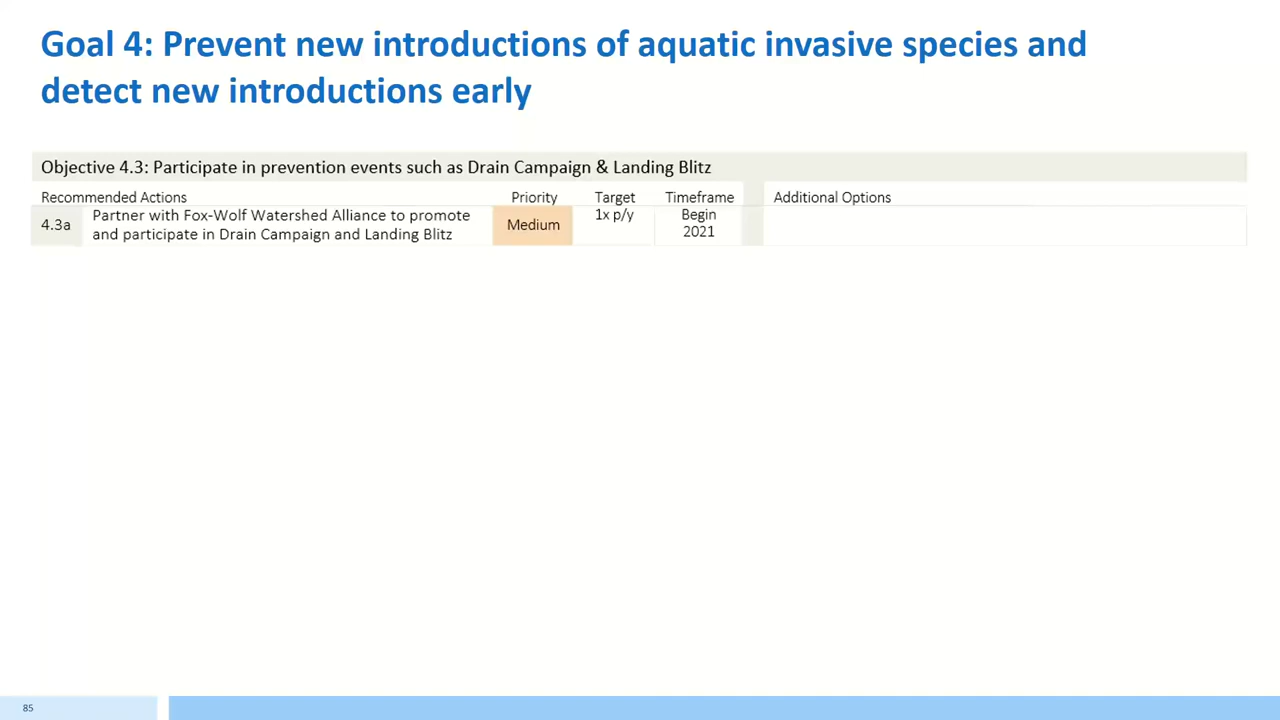 Goal 4: Prevent new introductions of aquatic invasive species and
detect new introductions early
Objective 4.3: Participate in prevention events such as Drain Campaign & Landing Blitz
Recommended Actions Priority Target Timeframe Additional Options
4.3a Partner with Fox-Wolf Watershed Alliance to promote
and participate in Drain Campaign and Landing Blitz
Medium
1x p/y
Begin
2021
85